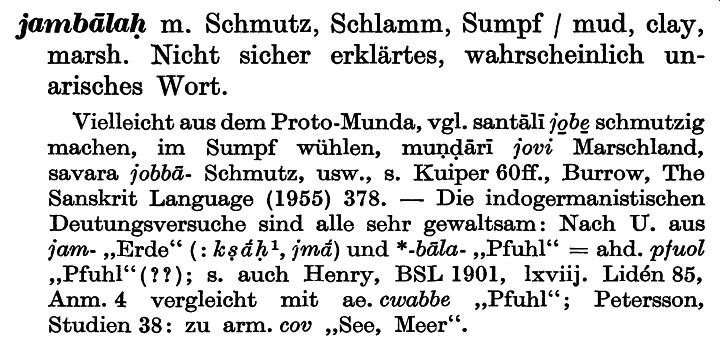 jambālaḥ m. Schmutz, Schlamm, Sumpf / mud, clay,
marsh. Nicht sicher erklärtes, wahrscheinlich un-
arisches Wort.
Vielleicht aus dem Proto-Munda, vgl. santālī jo̱be̱ schmutzig
machen, im Sumpf wühlen, muṇḍārī jovi Marschland,
savara jobbā- Schmutz, usw., s. Kuiper 60ff., Burrow, The
Sanskrit Language (1955) 378. — Die indogermanistischen
Deutungsversuche sind alle sehr gewaltsam: Nach U. aus
jam- „Erde“ (: kṣā́ḥ¹, jmā́) und *-bāla- „Pfuhl“ = ahd. pfuol
„Pfuhl“(??); s. auch Henry, BSL 1901, lxviij. Lidén 85,
Anm. 4 vergleicht mit ae. cwabbe „Pfuhl“; Petersson,
Studien 38: zu arm. cov „See, Meer“.